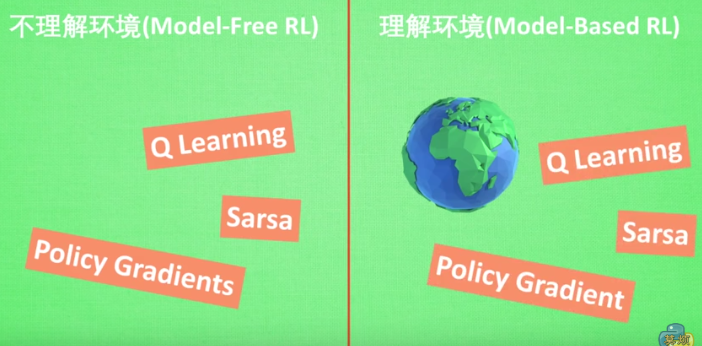 不理解环境(Model-Free RL)
Q Learning
Sarsa
Policy Gradients
理解环境(Model-Based RL)
Q Learning
Sarsa
Policy Gradient